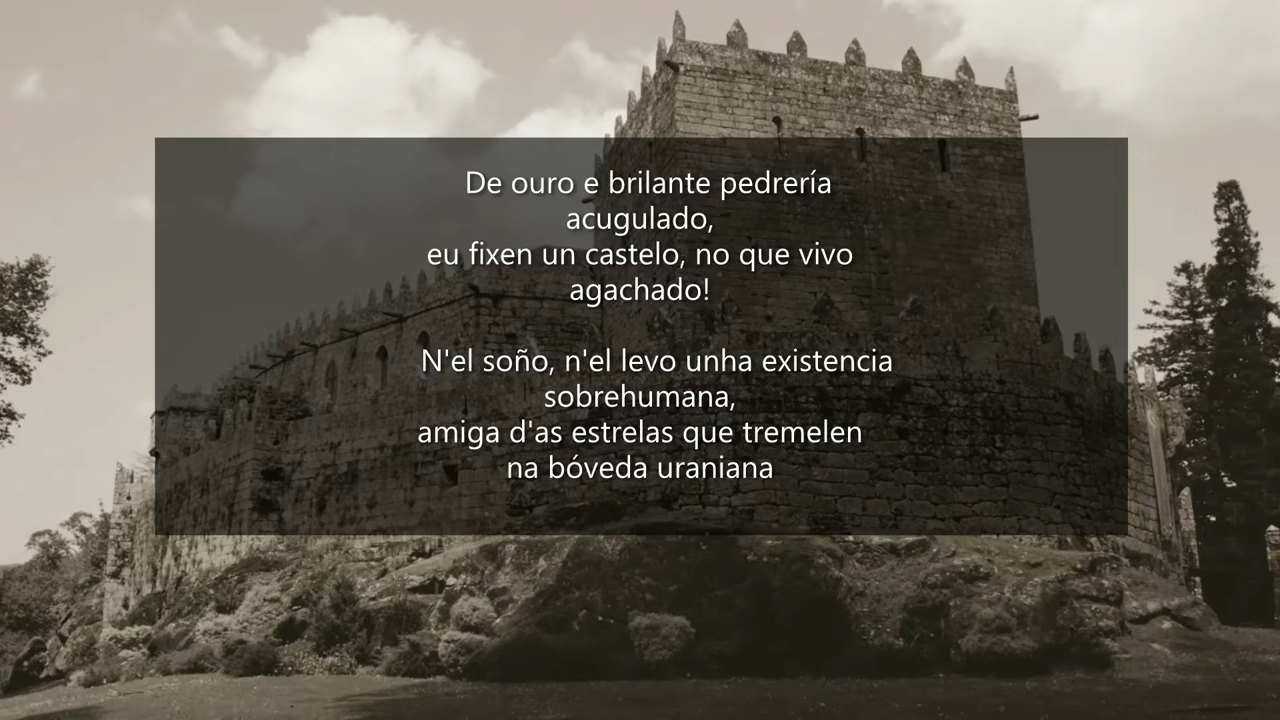 De ouro e brilante pedrería
acugulado,
eu fixen un castelo, no que vivo
agachado!
N'el soño, n'el levo unha existencia
sobrehumana,
amiga d'as estrelas que tremelen
na bóveda uraniana